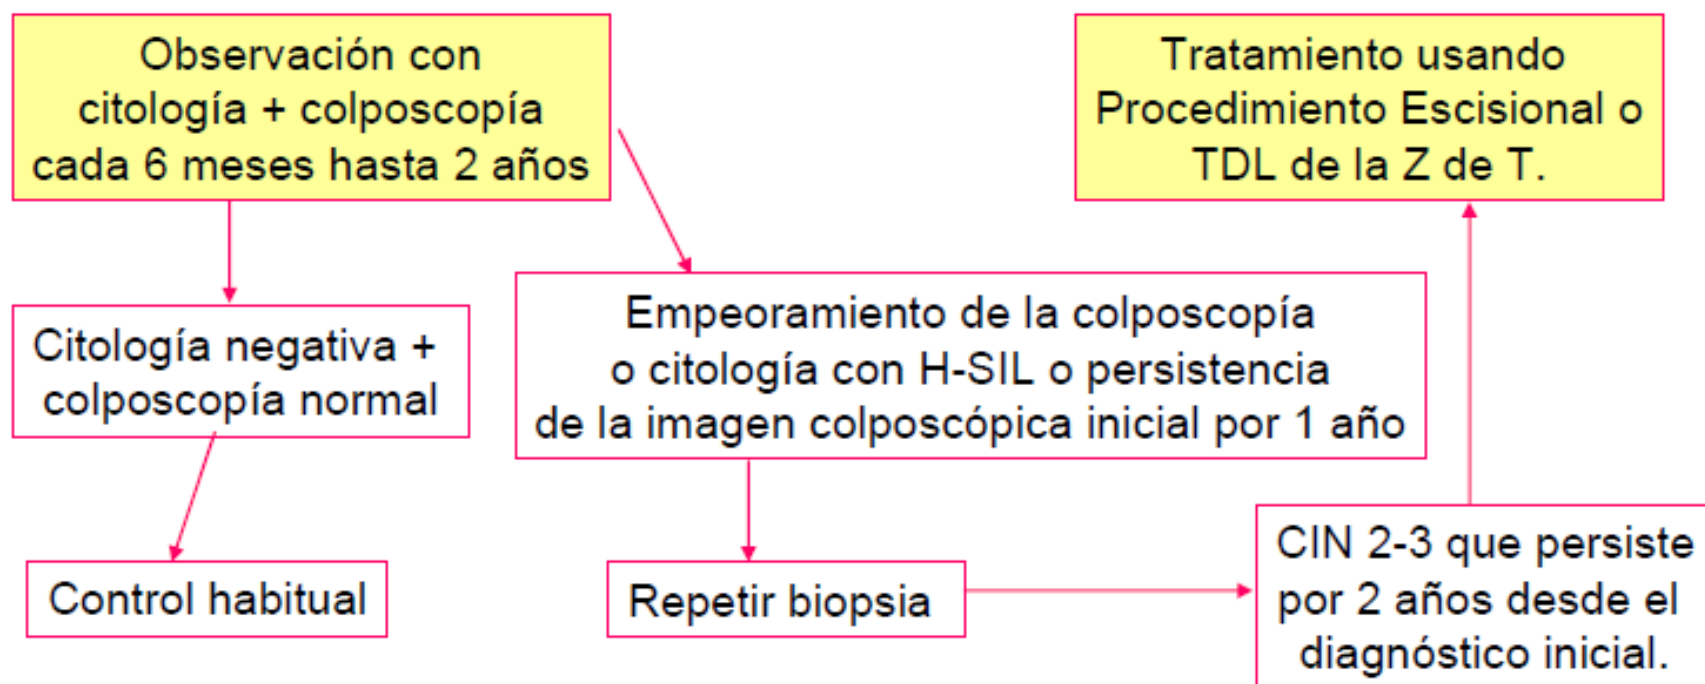 Observación con
citología + colposcopía
cada 6 meses hasta 2 años
Tratamiento usando
Procedimiento Escisional o
TDL de la Z de T.
Citología negativa +
colposcopía normal
Empeoramiento de la colposcopía
o citología con H-SIL o persistencia
de la imagen colposcópica inicial por 1 año
Control habitual
Repetir biopsia
CIN 2-3 que persiste
por 2 años desde el
diagnóstico inicial.